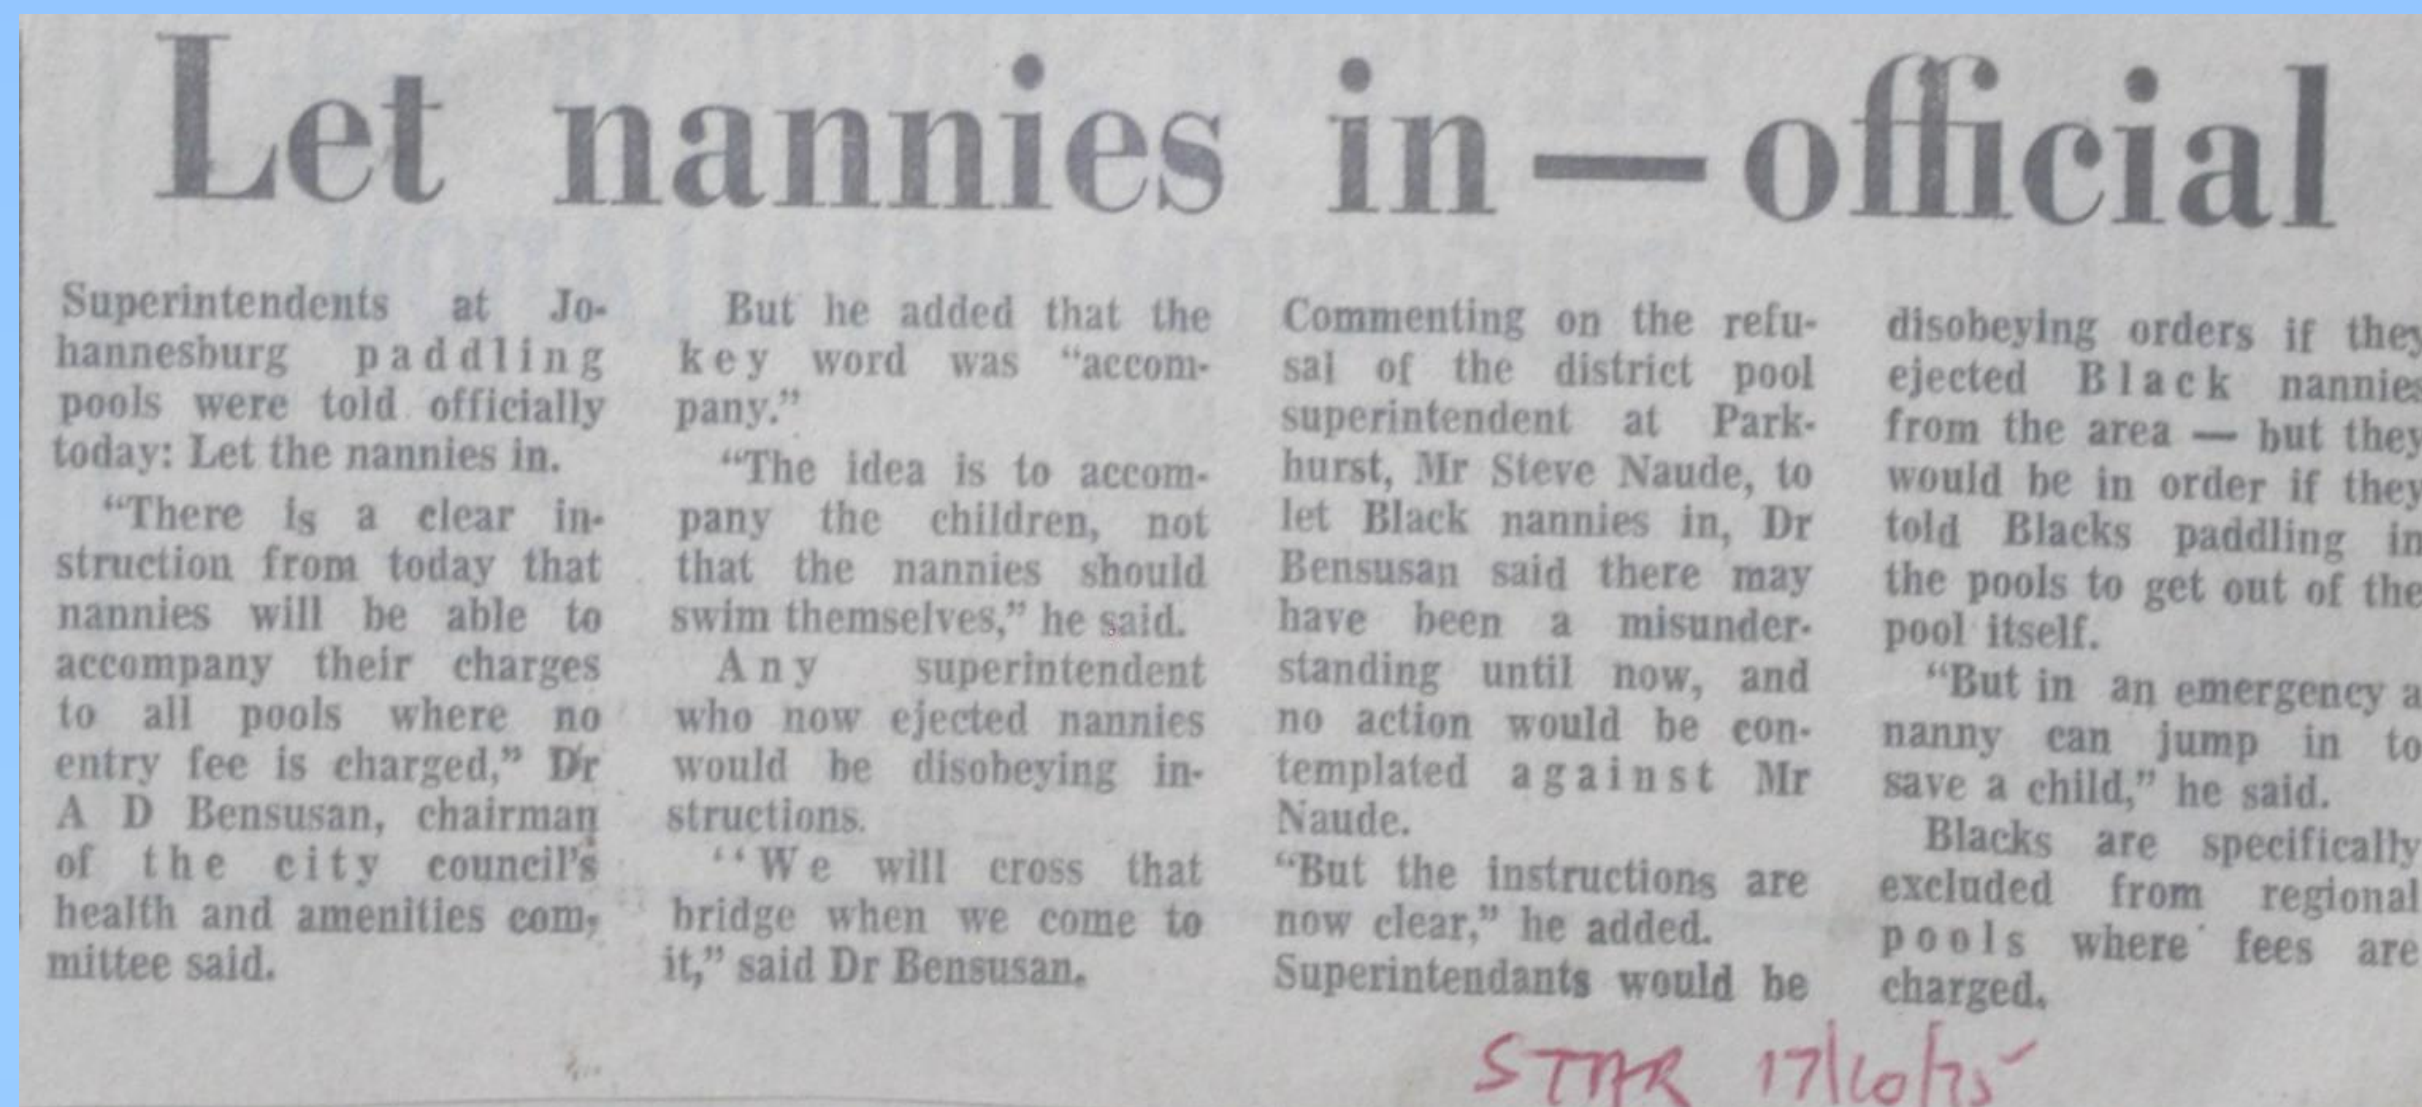 Let nannies in — official
Superintendents at Jo-
hannesburg paddling
pools were told officially
today: Let the nannies in.
"There is a clear in-
struction from today that
nannies will be able to
accompany their charges
to all pools where no
entry fee is charged," Dr
A D Bensusan, chairman
of the city council's
health and amenities com-
mittee said.
But he added that the
key word was "accom-
pany."
"The idea is to accom-
pany the children, not
that the nannies should
swim themselves," he said.
Any superintendent
who now ejected nannies
would be disobeying in-
structions.
"We will cross that
bridge when we come to
it," said Dr Bensusan.
Commenting on the refu-
sal of the district pool
superintendent at Park-
hurst, Mr Steve Naude, to
let Black nannies in, Dr
Bensusan said there may
have been a misunder-
standing until now, and
no action would be con-
templated against Mr
Naude.
"But the instructions are
now clear," he added.
Superintendants would be
disobeying orders if they
ejected Black nannies
from the area — but they
would be in order if they
told Blacks paddling in
the pools to get out of the
pool itself.
"But in an emergency a
nanny can jump in to
save a child," he said.
Blacks are specifically
excluded from regional
pools where fees are
charged.
STAR 17/10/75